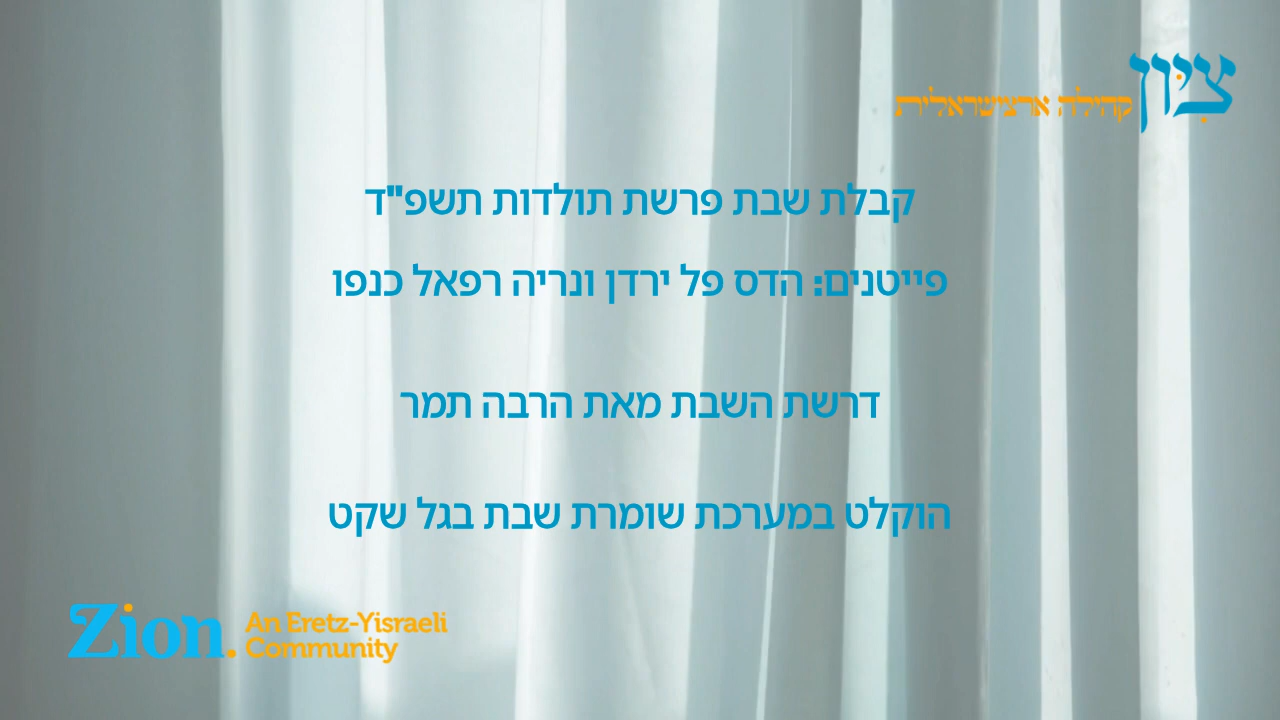 צִיּוֹן קהילה ארצישראלית
קבלת שבת פרשת תולדות תשפ"ד
פייטנים: הדס פל ירדן ונריה רפאל כנפו
דרשת השבת מאת הרבה תמר
הוקלט במערכת שומרת שבת בגל שקט
Zion. An Eretz-Yisraeli
Community